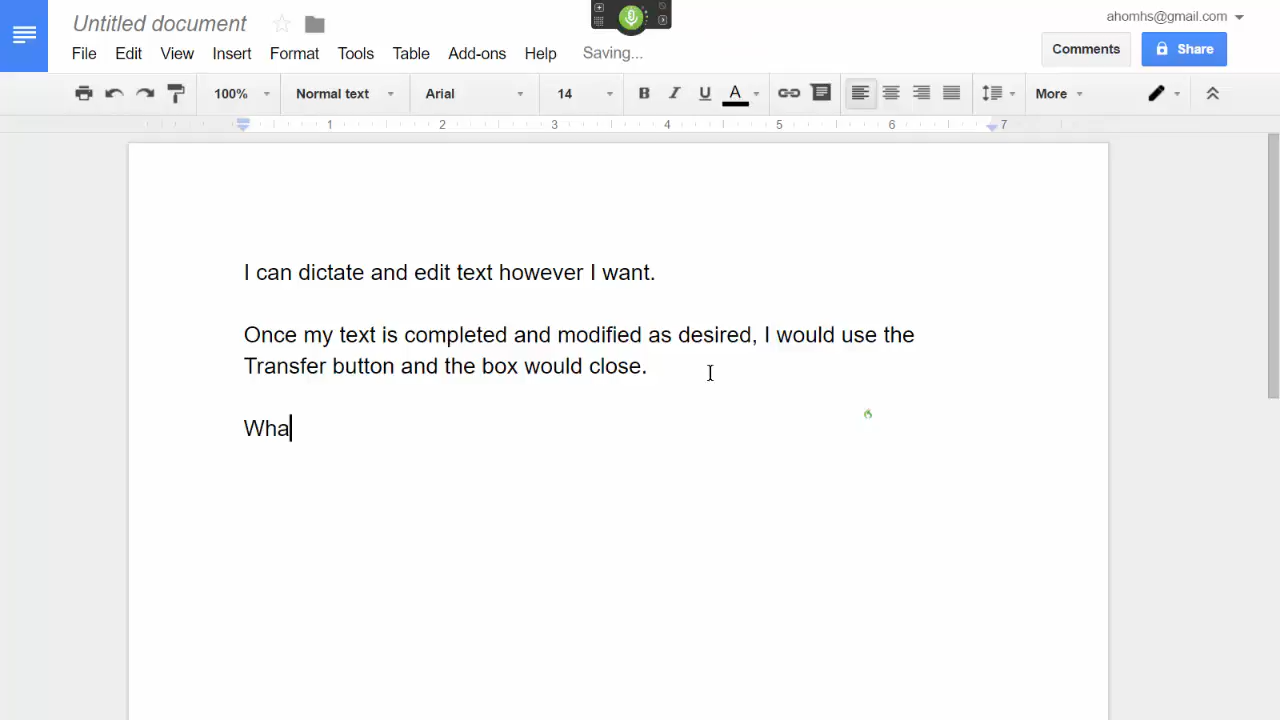 Untitled document
ahomhs@gmail.com
File Edit View Insert Format Tools Table Add-ons Help Saving...
Comments Share
100% Normal text Arial 14 B I U A More
1 2 3 4 5 6 7
I can dictate and edit text however I want.
Once my text is completed and modified as desired, I would use the
Transfer button and the box would close.
Wha